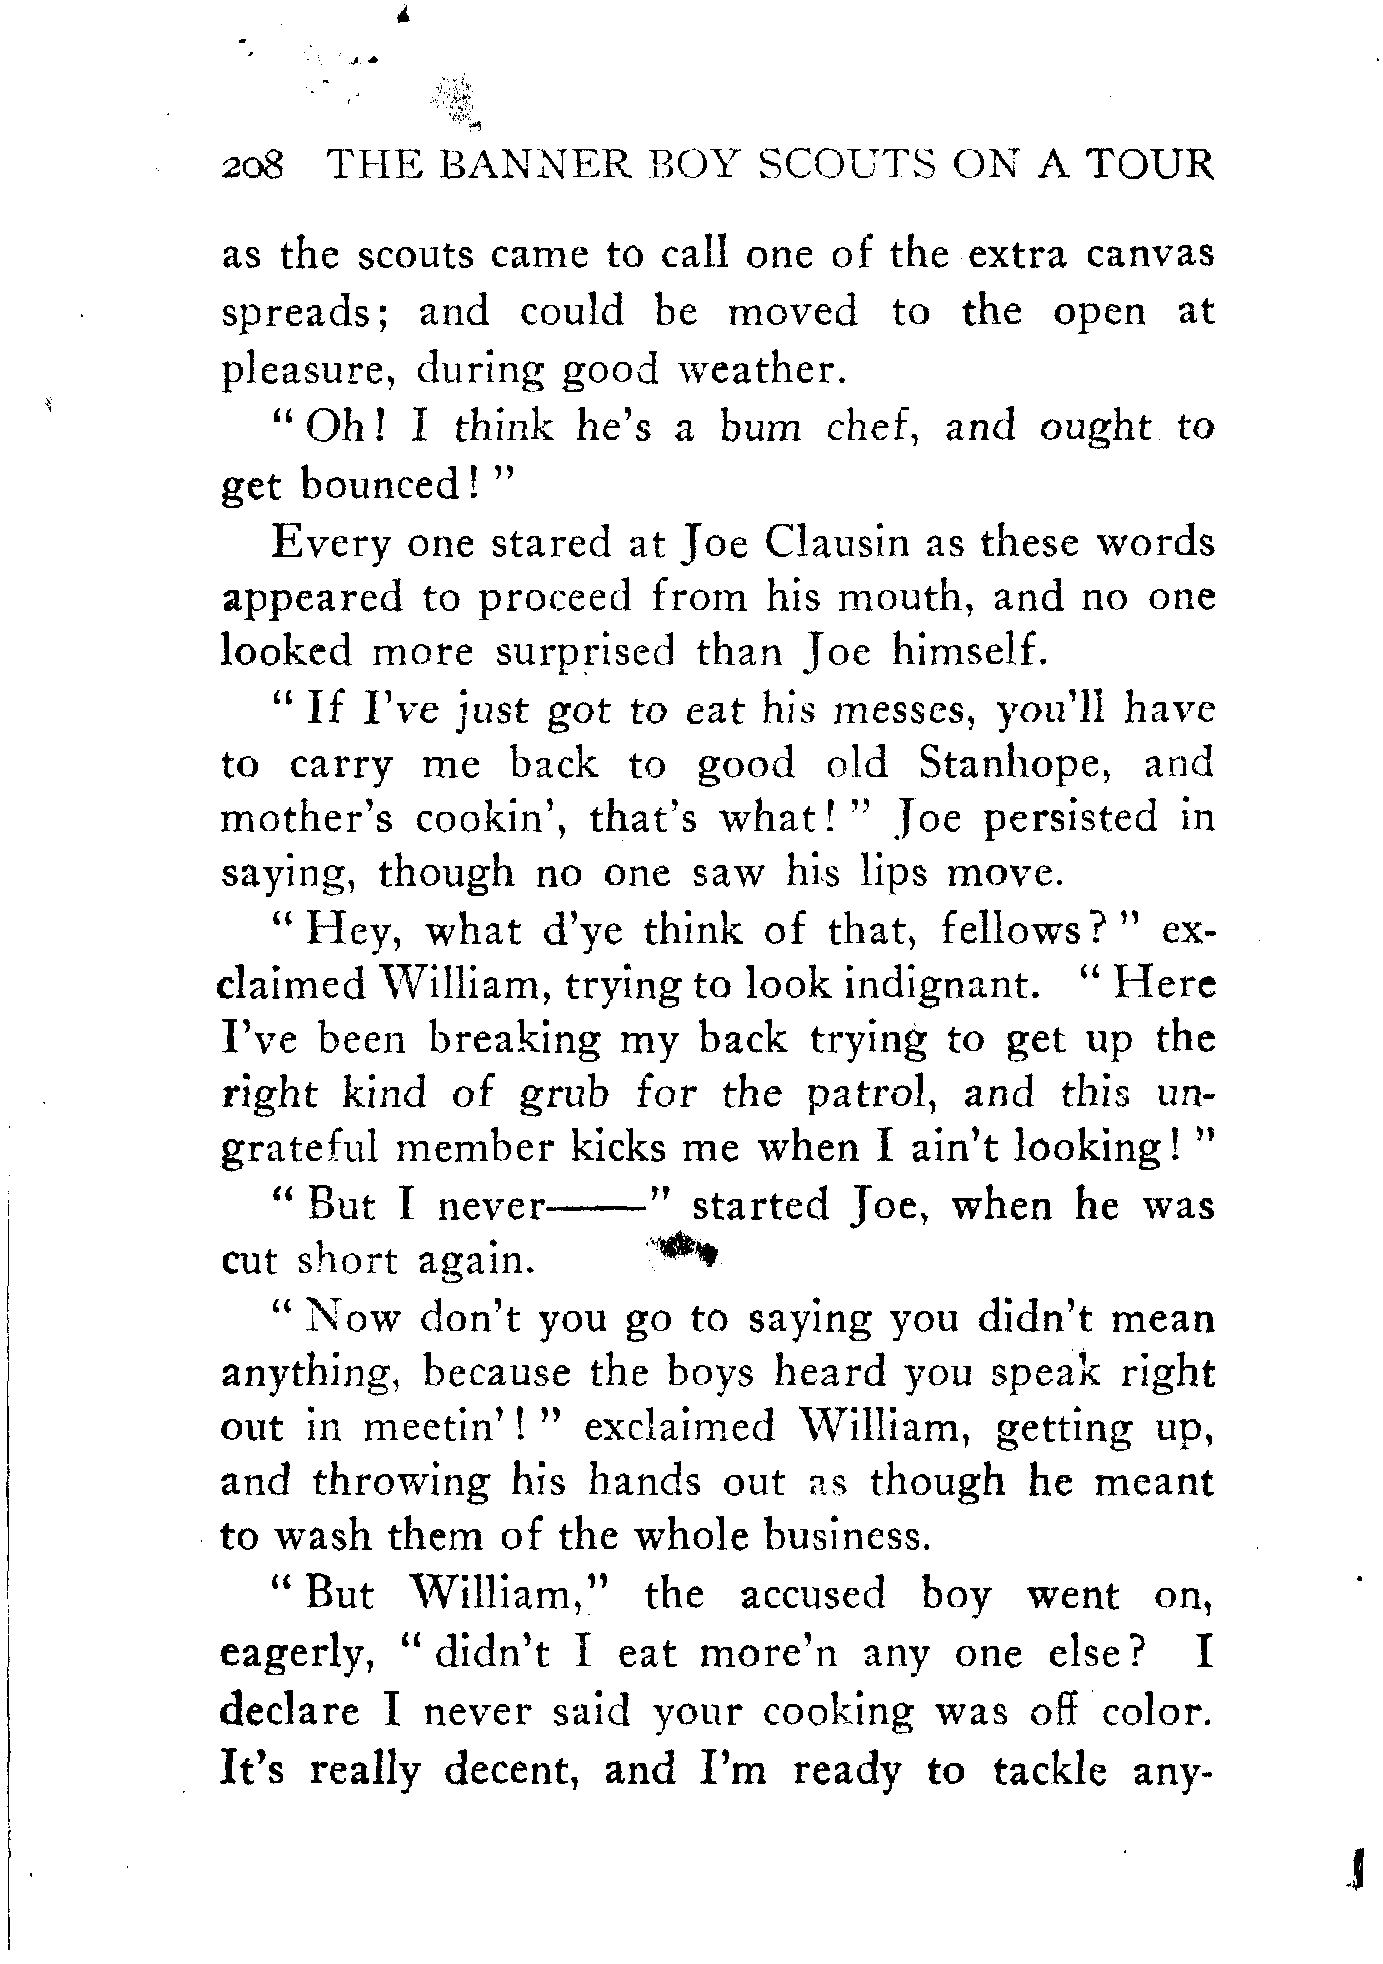 208 THE BANNER BOY SCOUTS ON A TOUR
as the scouts came to call one of the extra canvas
spreads; and could be moved to the open at
pleasure, during good weather.
“ Oh! I think he's a bum chef, and ought to
get bounced! ”
Every one stared at Joe Clausin as these words
appeared to proceed from his mouth, and no one
looked more surprised than Joe himself.
“ If I've just got to eat his messes, you'll have
to carry me back to good old Stanhope, and
mother's cookin', that's what! ” Joe persisted in
saying, though no one saw his lips move.
“ Hey, what d'ye think of that, fellows? ” ex-
claimed William, trying to look indignant. “ Here
I've been breaking my back trying to get up the
right kind of grub for the patrol, and this un-
grateful member kicks me when I ain't looking! ”
“ But I never——” started Joe, when he was
cut short again.
“ Now don't you go to saying you didn't mean
anything, because the boys heard you speak right
out in meetin'! ” exclaimed William, getting up,
and throwing his hands out as though he meant
to wash them of the whole business.
“ But William,” the accused boy went on,
eagerly, “ didn't I eat more'n any one else? I
declare I never said your cooking was off color.
It's really decent, and I'm ready to tackle any-